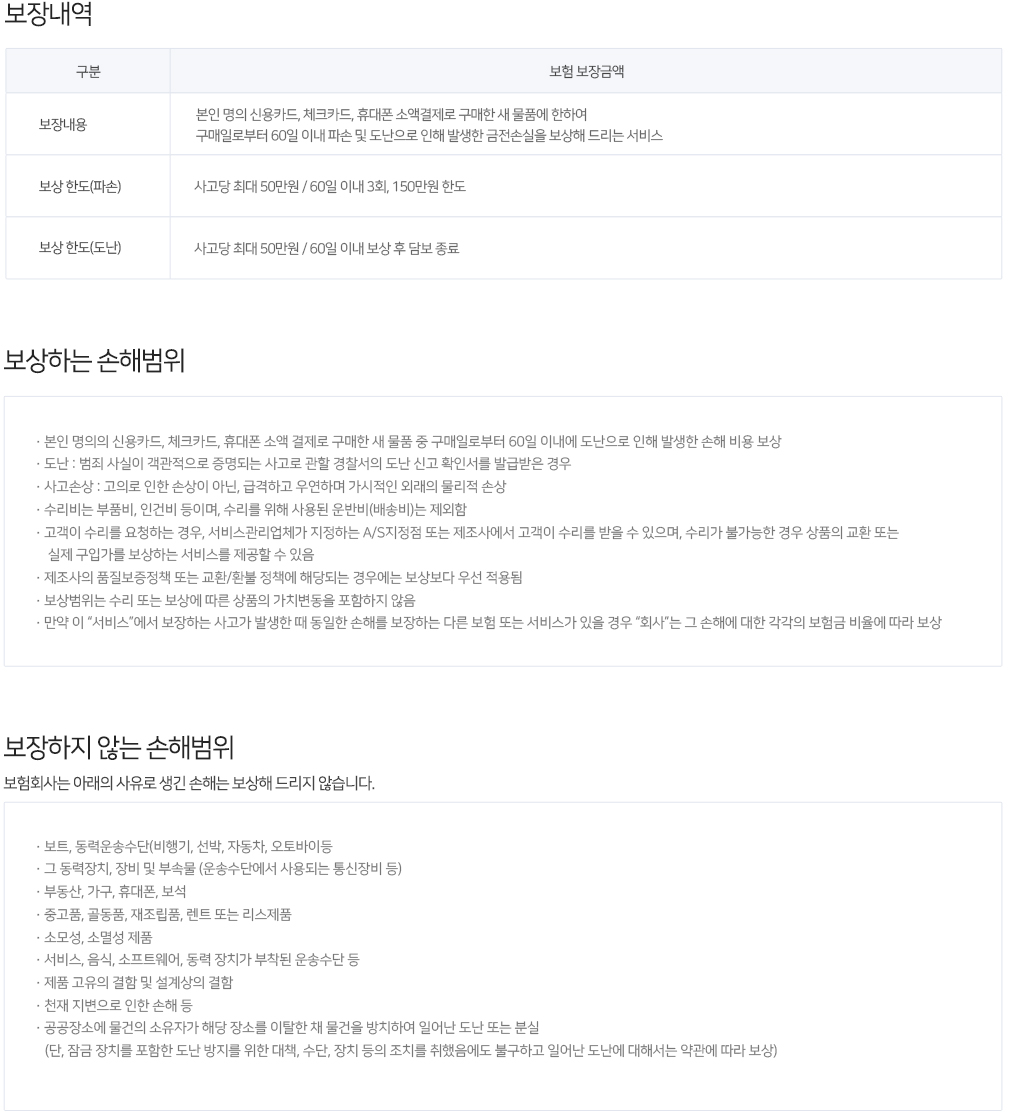 보장내역
구분 보험 보장금액
보장내용 본인 명의 신용카드, 체크카드, 휴대폰 소액결제로 구매한 새 물품에 한하여
구매일로부터 60일 이내 파손 및 도난으로 인해 발생한 금전손실을 보상해 드리는 서비스
보상 한도(파손) 사고당 최대 50만원 / 60일 이내 3회, 150만원 한도
보상 한도(도난) 사고당 최대 50만원 / 60일 이내 보상 후 담보 종료
보상하는 손해범위
· 본인 명의의 신용카드, 체크카드, 휴대폰 소액 결제로 구매한 새 물품 중 구매일로부터 60일 이내에 도난으로 인해 발생한 손해 비용 보상
· 도난 : 범죄 사실이 객관적으로 증명되는 사고로 관할 경찰서의 도난 신고 확인서를 발급받은 경우
· 사고손상 : 고의로 인한 손상이 아닌, 급격하고 우연하며 가시적인 외래의 물리적 손상
· 수리비는 부품비, 인건비 등이며, 수리를 위해 사용된 운반비(배송비)는 제외함
· 고객이 수리를 요청하는 경우, 서비스관리업체가 지정하는 A/S지정점 또는 제조사에서 고객이 수리를 받을 수 있으며, 수리가 불가능한 경우 상품의 교환 또는
실제 구입가를 보상하는 서비스를 제공할 수 있음
· 제조사의 품질보증정책 또는 교환/환불 정책에 해당되는 경우에는 보상보다 우선 적용됨
· 보상범위는 수리 또는 보상에 따른 상품의 가치변동을 포함하지 않음
· 만약 이 “서비스”에서 보장하는 사고가 발생한 때 동일한 손해를 보장하는 다른 보험 또는 서비스가 있을 경우 “회사”는 그 손해에 대한 각각의 보험금 비율에 따라 보상
보장하지 않는 손해범위
보험회사는 아래의 사유로 생긴 손해는 보상해 드리지 않습니다.
· 보트, 동력운송수단(비행기, 선박, 자동차, 오토바이등
· 그 동력장치, 장비 및 부속물 (운송수단에서 사용되는 통신장비 등)
· 부동산, 가구, 휴대폰, 보석
· 중고품, 골동품, 재조립품, 렌트 또는 리스제품
· 소모성, 소멸성 제품
· 서비스, 음식, 소프트웨어, 동력 장치가 부착된 운송수단 등
· 제품 고유의 결함 및 설계상의 결함
· 천재 지변으로 인한 손해 등
· 공공장소에 물건의 소유자가 해당 장소를 이탈한 채 물건을 방치하여 일어난 도난 또는 분실
(단, 잠금 장치를 포함한 도난 방지를 위한 대책, 수단, 장치 등의 조치를 취했음에도 불구하고 일어난 도난에 대해서는 약관에 따라 보상)